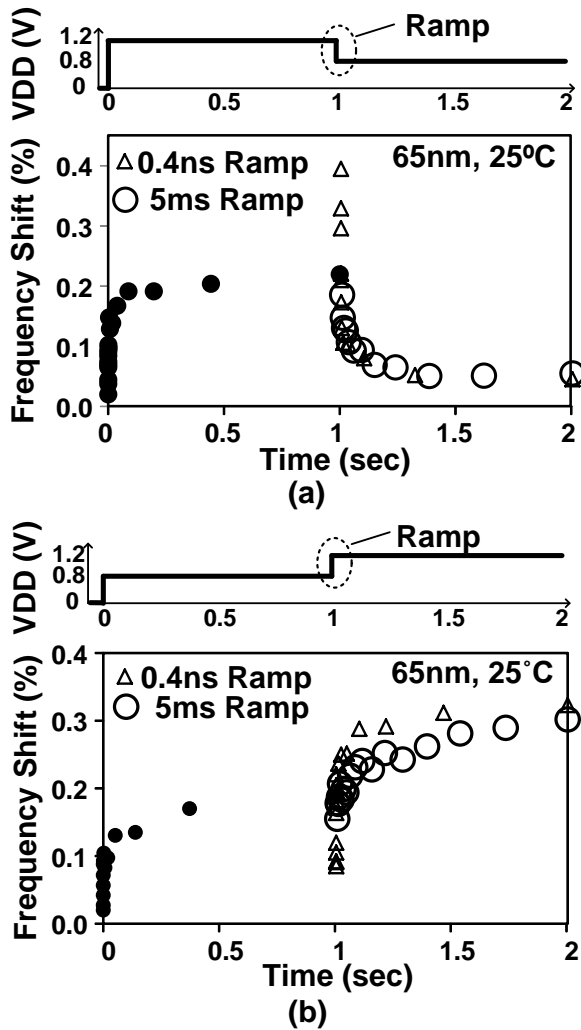 VDD (V)
1.2
0.8
0
Ramp
0 0.5 1 1.5 2
Frequency Shift (%)
0.4
0.3
0.2
0.1
0.0
0.4ns Ramp
5ms Ramp
65nm, 25ºC
0 0.5 1 1.5 2
Time (sec)
(a)
VDD (V)
1.2
0.8
0
Ramp
0 0.5 1 1.5 2
Frequency Shift (%)
0.4
0.3
0.2
0.1
0.0
0.4ns Ramp
5ms Ramp
65nm, 25˚C
0 0.5 1 1.5 2
Time (sec)
(b)